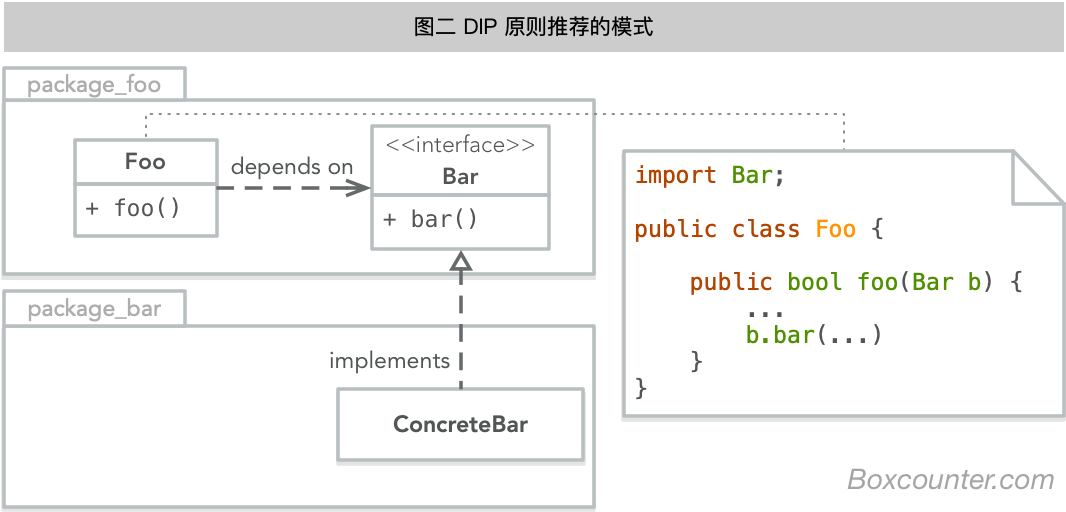 图二 DIP 原则推荐的模式
package_foo
Foo
+ foo()
depends on
<<interface>>
Bar
+ bar()
package_bar
implements
ConcreteBar
import Bar;
public class Foo {
public bool foo(Bar b) {
...
b.bar(...)
}
}
Boxcounter.com